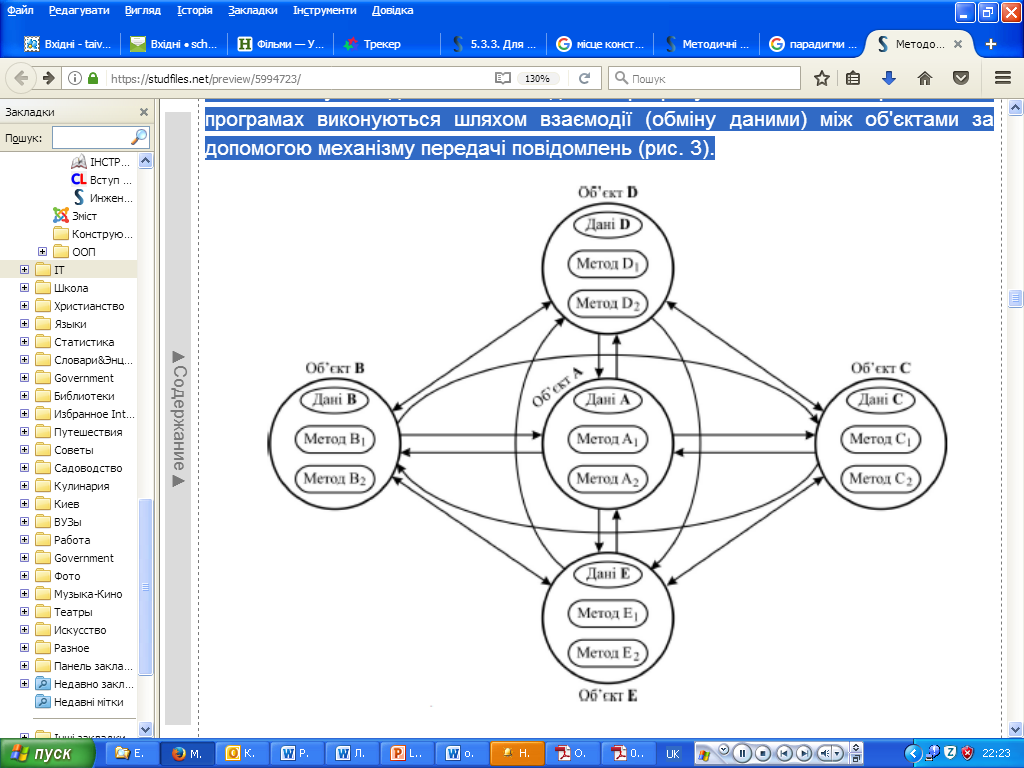 Файл Редагувати Вигляд Історія Закладки Інструменти Довідка
Вхідні - taiv... Вхідні • sch... Фільми — У... Трекер 5.3.3. Для ... місце конст... Методичні ... парадигми ... Методо...
https://studfiles.net/preview/5994723/ 130% Пошук
Закладки
Пошук:
ІНСТР...
Вступ ...
Инжен...
Зміст
Конструю...
ООП
IT
Школа
Християнство
Языки
Статистика
Словари&Энц...
Government
Библиотеки
Избранное Int...
Путешествия
Советы
Садоводство
Кулинария
Киев
ВУЗы
Работа
Government
Фото
Музыка-Кино
Театры
Искусство
Разное
Панель закла...
Недавно закл...
Недавні мітки
Содержание
програмах виконуються шляхом взаємодії (обміну даними) між об'єктами за
допомогою механізму передачі повідомлень (рис. 3).
Об'єкт D
Дані D
Метод D1
Метод D2
Об'єкт B
Дані B
Метод B1
Метод B2
Об'єкт A
Дані A
Метод A1
Метод A2
Об'єкт C
Дані C
Метод C1
Метод C2
Дані E
Метод E1
Метод E2
Об'єкт E
пуск Е. М. К. Р. Л. L.. о. Н. О. 0.. UK 22:23